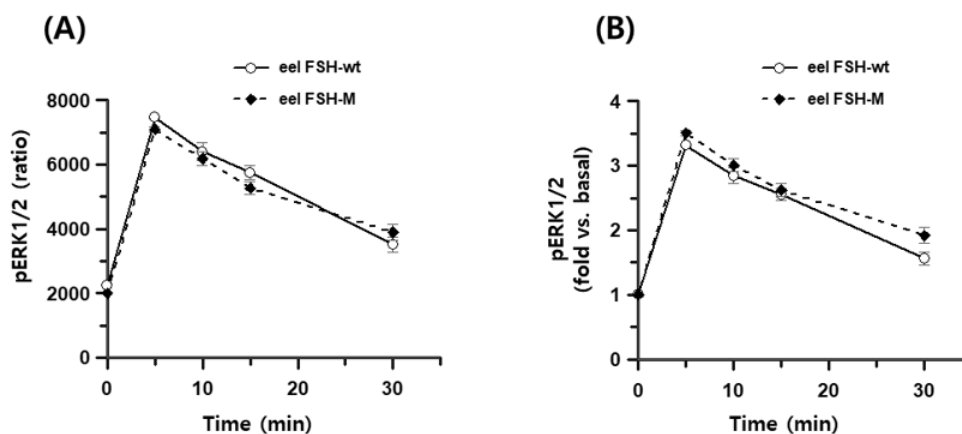 (A)
eel FSH-wt
eel FSH-M
8000
6000
4000
2000
0
pERK1/2 (ratio)
0
10
20
30
Time (min)
(B)
eel FSH-wt
eel FSH-M
4
3
2
1
0
pERK1/2
(fold vs. basal)
0
10
20
30
Time (min)